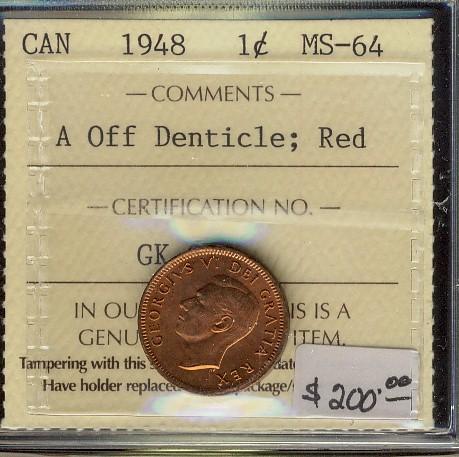 CAN 1948 1¢ MS-64
— COMMENTS —
A Off Denticle; Red
— CERTIFICATION NO. —
GK
IN OU IS IS A
GENU ITEM.
Tampering with this
Have holder replace
GEORGIVS VI DEI GRATIA REX
$200.00